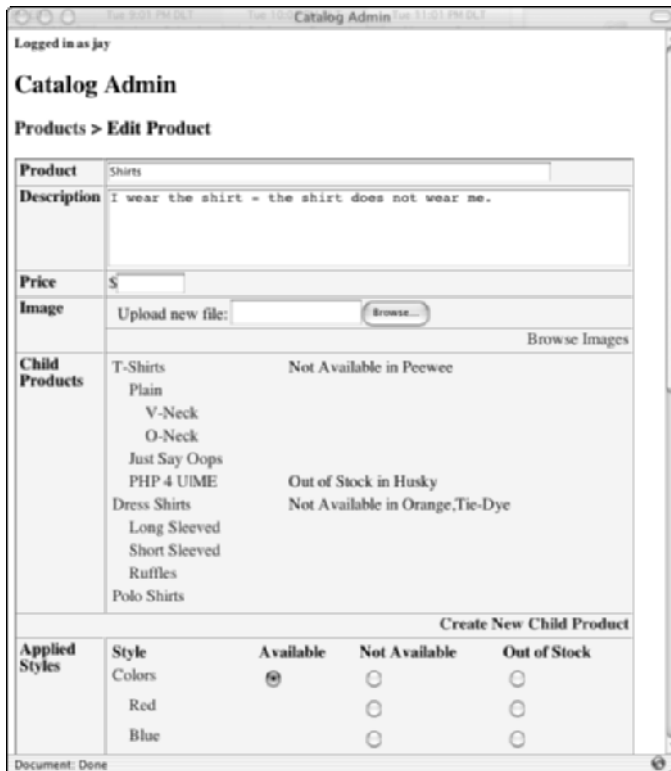 Catalog Admin
Logged in as jay
Catalog Admin
Products > Edit Product
Product Shirts
Description I wear the shirt - the shirt does not wear me.
Price $
Image Upload new file: Browse...
Browse Images
Child Products
T-Shirts Not Available in Peewee
Plain
V-Neck
O-Neck
Just Say Oops
PHP 4 U|ME Out of Stock in Husky
Dress Shirts Not Available in Orange,Tie-Dye
Long Sleeved
Short Sleeved
Ruffles
Polo Shirts
Create New Child Product
Applied Styles
Style Available Not Available Out of Stock
Colors
Red
Blue
Document: Done